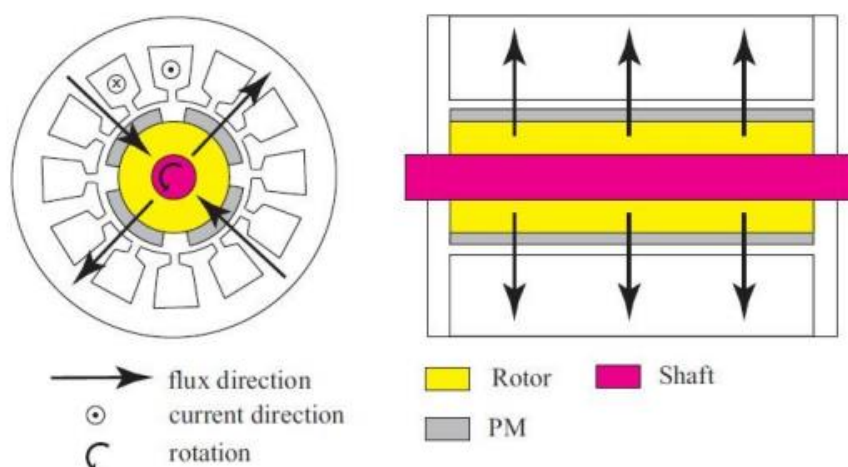 flux direction
current direction
rotation
Rotor
Shaft
PM